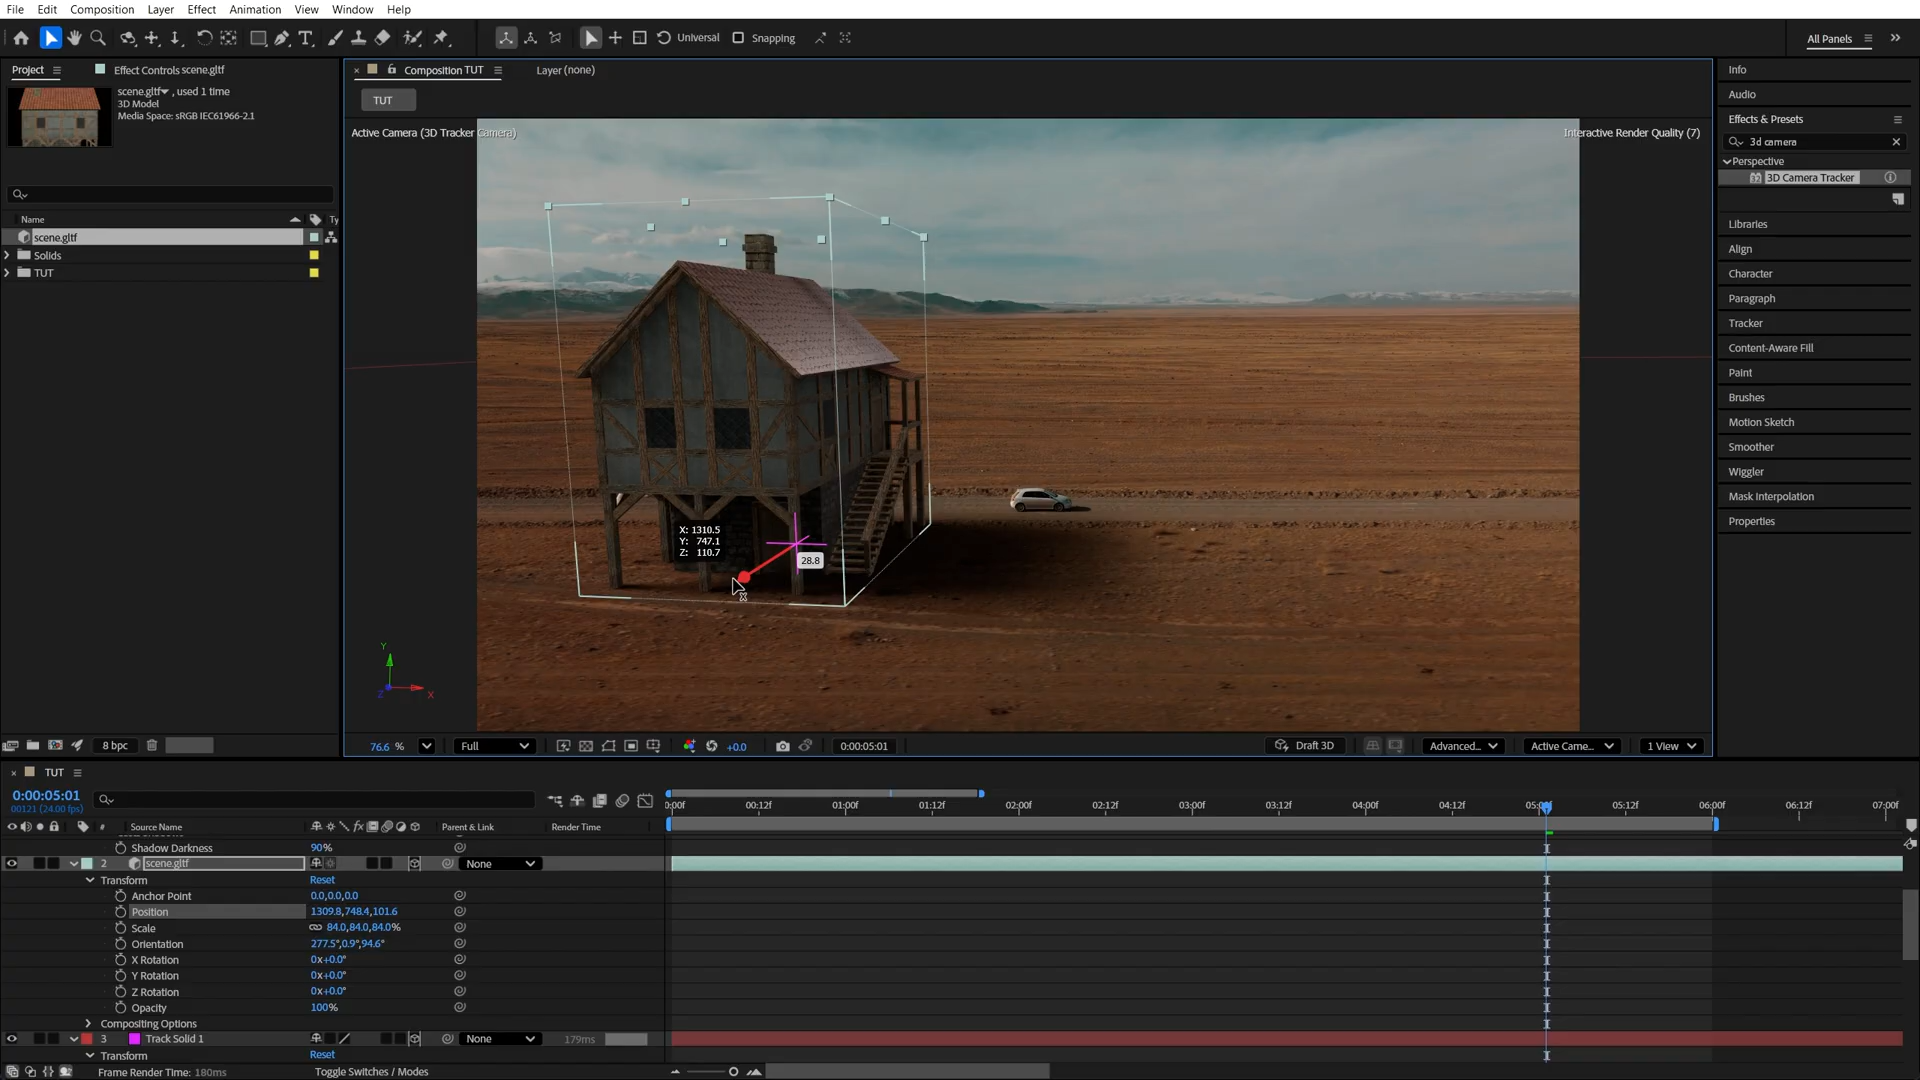 File Edit Composition Layer Effect Animation View Window Help
Universal Snapping All Panels
Project Effect Controls scene.gltf
Composition TUT Layer (none)
scene.gltf , used 1 time
3D Model
Media Space: sRGB IEC61966-2.1
TUT
Active Camera (3D Tracker Camera) Interactive Render Quality (7)
Name Ty
scene.gltf
Solids
TUT
X: 1310.5
Y: 747.1
Z: 110.7
28.8
Y
Z X
Info
Audio
Effects & Presets
3d camera
Perspective
32 3D Camera Tracker
Libraries
Align
Character
Paragraph
Tracker
Content-Aware Fill
Paint
Brushes
Motion Sketch
Smoother
Wiggler
Mask Interpolation
Properties
8 bpc
76.6 % Full +0.0 0:00:05:01 Draft 3D Advanced... Active Came... 1 View
TUT
0:00:05:01
00121 (24.00 fps)
0:00f 00:12f 01:00f 01:12f 02:00f 02:12f 03:00f 03:12f 04:00f 04:12f 05:00f 05:12f 06:00f 06:12f 07:00f
# Source Name fx Parent & Link Render Time
Shadow Darkness 90%
2 scene.gltf None
Transform Reset
Anchor Point 0.0,0.0,0.0
Position 1309.8,748.4,101.6
Scale 84.0,84.0,84.0%
Orientation 277.5°,0.9°,94.6°
X Rotation 0x+0.0°
Y Rotation 0x+0.0°
Z Rotation 0x+0.0°
Opacity 100%
Compositing Options
3 Track Solid 1 None 179ms
Transform Reset
Frame Render Time: 180ms Toggle Switches / Modes